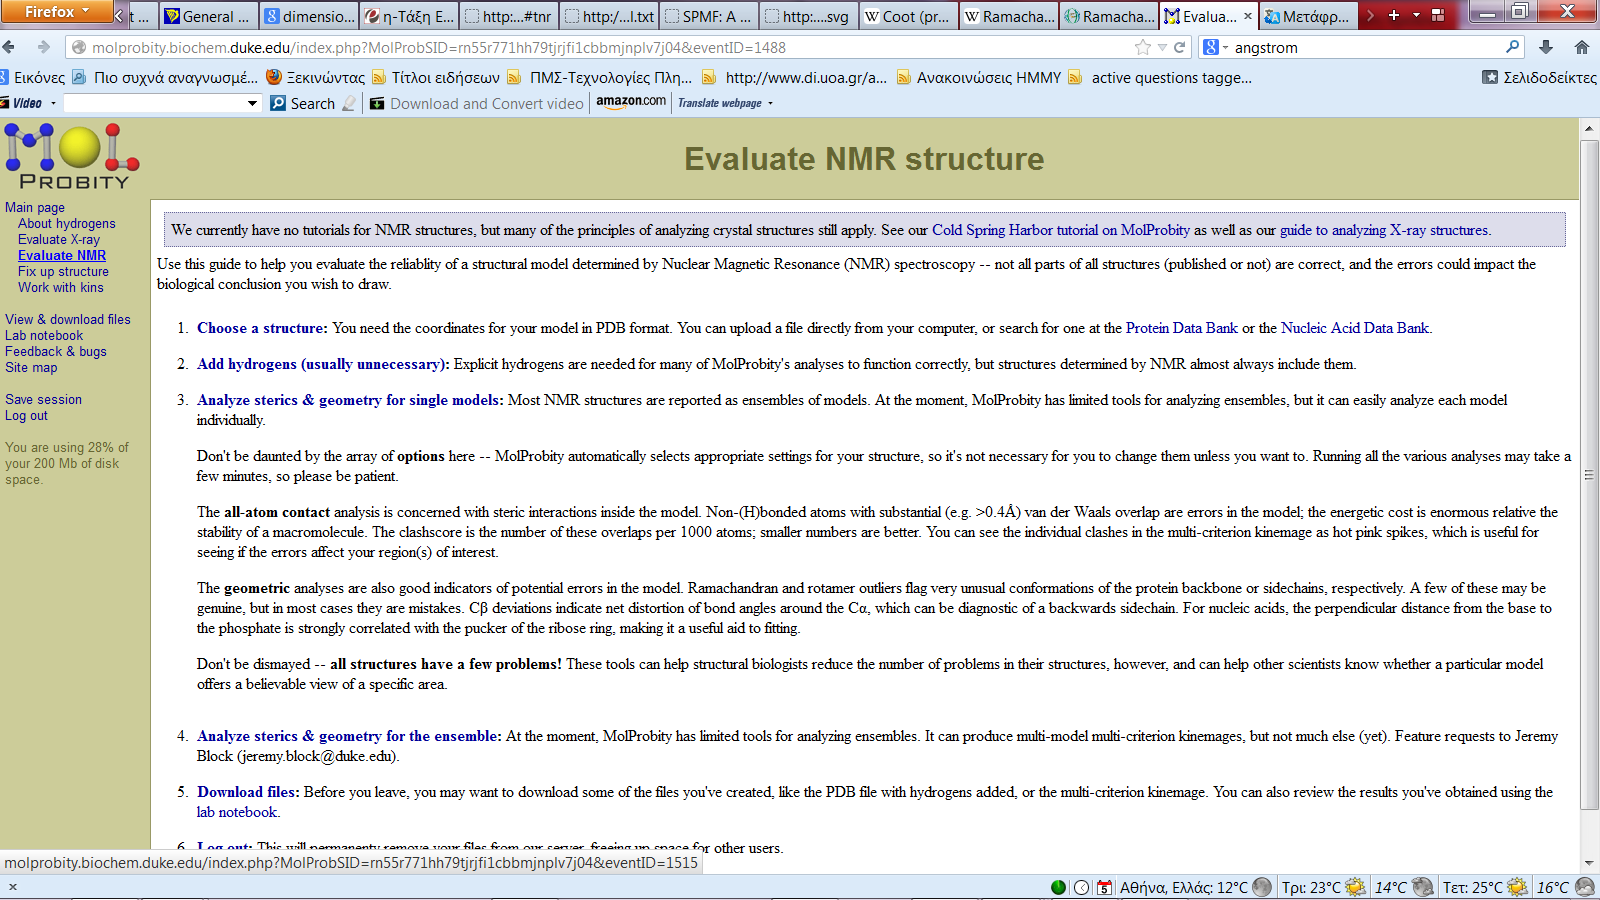 Firefox
t ...
General ...
dimensio...
η-Τάξη E...
http:...#tnr
http:/...l.txt
SPMF: A ...
http:....svg
Coot (pr...
Ramacha...
Ramacha...
Evalua...
Μετάφρ...
molprobity.biochem.duke.edu/index.php?MolProbSID=rn55r771hh79tjrjfi1cbbmjnplv7j04&eventID=1488
angstrom
Εικόνες
Πιο συχνά αναγνωσμέ...
Ξεκινώντας
Τίτλοι ειδήσεων
ΠΜΣ-Τεχνολογίες Πλη...
http://www.di.uoa.gr/a...
Ανακοινώσεις ΗΜΜΥ
active questions tagge...
Σελιδοδείκτες
Video
Search
Download and Convert video
amazon.com
Translate webpage
MOL
PROBITY
Evaluate NMR structure
Main page
About hydrogens
Evaluate X-ray
Evaluate NMR
Fix up structure
Work with kins
View & download files
Lab notebook
Feedback & bugs
Site map
Save session
Log out
You are using 28% of
your 200 Mb of disk
space.
We currently have no tutorials for NMR structures, but many of the principles of analyzing crystal structures still apply. See our Cold Spring Harbor tutorial on MolProbity as well as our guide to analyzing X-ray structures.
Use this guide to help you evaluate the reliablity of a structural model determined by Nuclear Magnetic Resonance (NMR) spectroscopy -- not all parts of all structures (published or not) are correct, and the errors could impact the
biological conclusion you wish to draw.
1. Choose a structure: You need the coordinates for your model in PDB format. You can upload a file directly from your computer, or search for one at the Protein Data Bank or the Nucleic Acid Data Bank.
2. Add hydrogens (usually unnecessary): Explicit hydrogens are needed for many of MolProbity's analyses to function correctly, but structures determined by NMR almost always include them.
3. Analyze sterics & geometry for single models: Most NMR structures are reported as ensembles of models. At the moment, MolProbity has limited tools for analyzing ensembles, but it can easily analyze each model
individually.
Don't be daunted by the array of options here -- MolProbity automatically selects appropriate settings for your structure, so it's not necessary for you to change them unless you want to. Running all the various analyses may take a
few minutes, so please be patient.
The all-atom contact analysis is concerned with steric interactions inside the model. Non-(H)bonded atoms with substantial (e.g. >0.4Å) van der Waals overlap are errors in the model; the energetic cost is enormous relative the
stability of a macromolecule. The clashscore is the number of these overlaps per 1000 atoms; smaller numbers are better. You can see the individual clashes in the multi-criterion kinemage as hot pink spikes, which is useful for
seeing if the errors affect your region(s) of interest.
The geometric analyses are also good indicators of potential errors in the model. Ramachandran and rotamer outliers flag very unusual conformations of the protein backbone or sidechains, respectively. A few of these may be
genuine, but in most cases they are mistakes. Cβ deviations indicate net distortion of bond angles around the Cα, which can be diagnostic of a backwards sidechain. For nucleic acids, the perpendicular distance from the base to
the phosphate is strongly correlated with the pucker of the ribose ring, making it a useful aid to fitting.
Don't be dismayed -- all structures have a few problems! These tools can help structural biologists reduce the number of problems in their structures, however, and can help other scientists know whether a particular model
offers a believable view of a specific area.
4. Analyze sterics & geometry for the ensemble: At the moment, MolProbity has limited tools for analyzing ensembles. It can produce multi-model multi-criterion kinemages, but not much else (yet). Feature requests to Jeremy
Block (jeremy.block@duke.edu).
5. Download files: Before you leave, you may want to download some of the files you've created, like the PDB file with hydrogens added, or the multi-criterion kinemage. You can also review the results you've obtained using the
lab notebook.
6. Log out: This will permanently remove your files from our server, freeing up space for other users.
molprobity.biochem.duke.edu/index.php?MolProbSID=rn55r771hh79tjrjfi1cbbmjnplv7j04&eventID=1515
5
Αθήνα, Ελλάς: 12°C
Τρι: 23°C
14°C
Τετ: 25°C
16°C